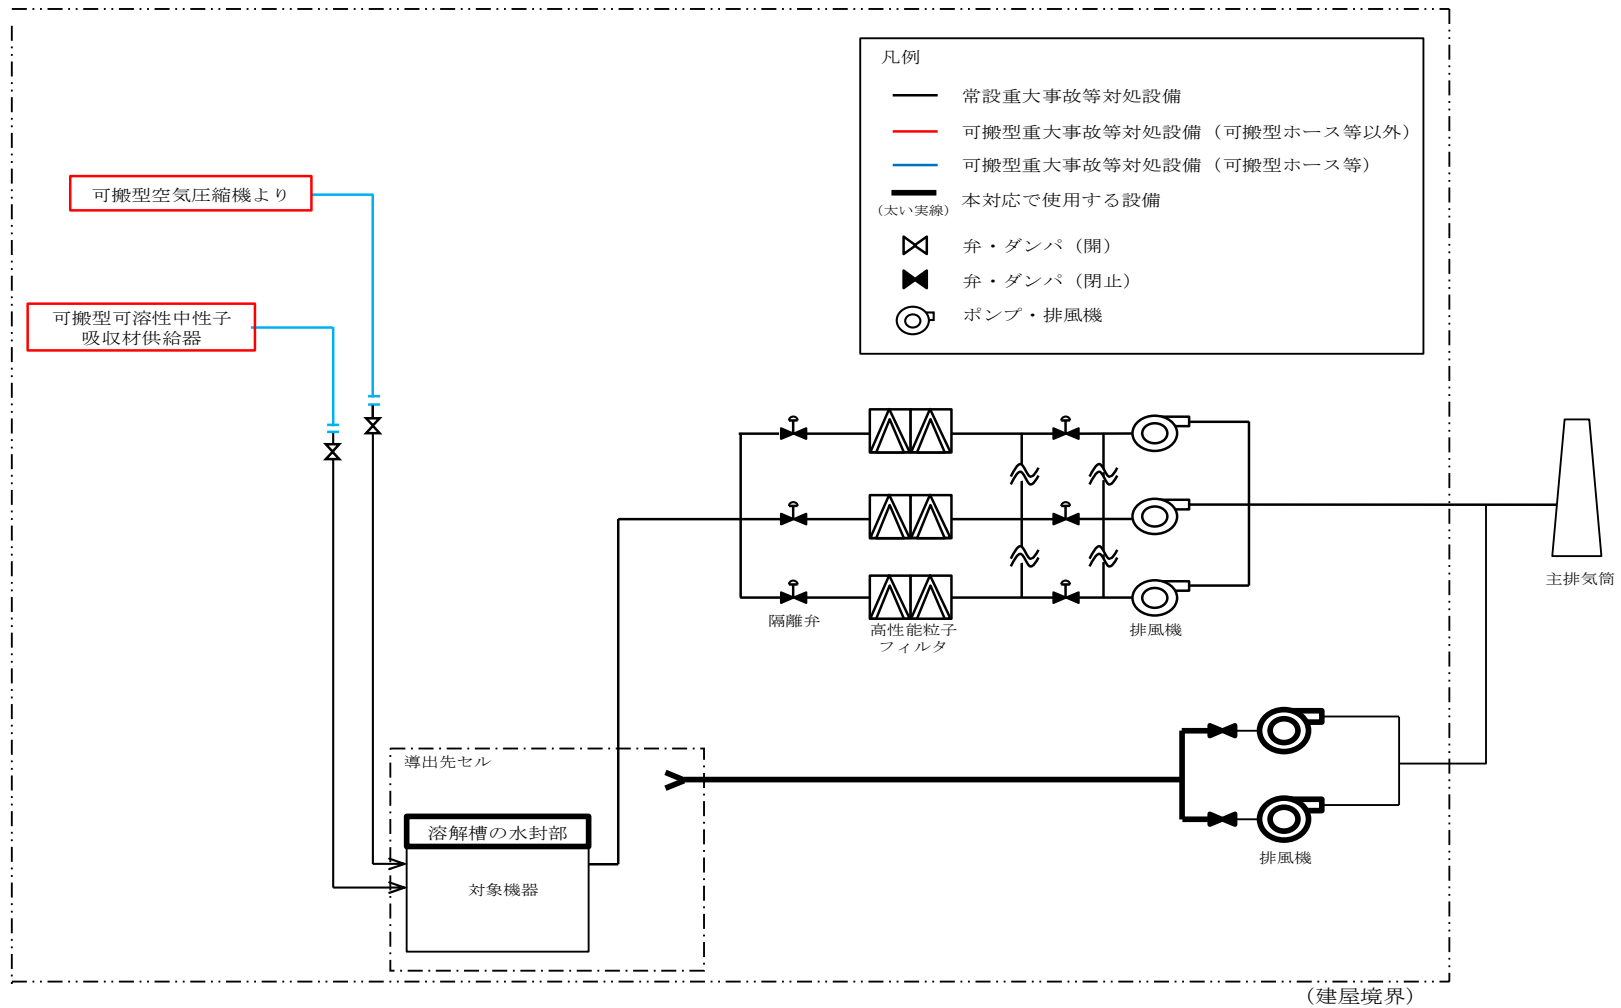 凡例
常設重大事故等対処設備
可搬型重大事故等対処設備（可搬型ホース等以外）
可搬型重大事故等対処設備（可搬型ホース等）
本対応で使用する設備
（太い実線）
弁・ダンパ（開）
弁・ダンパ（閉止）
ポンプ・排風機
可搬型空気圧縮機より
可搬型可溶性中性子
吸収材供給器
隔離弁
高性能粒子
フィルタ
排風機
主排気筒
導出先セル
溶解槽の水封部
対象機器
排風機
（建屋境界）